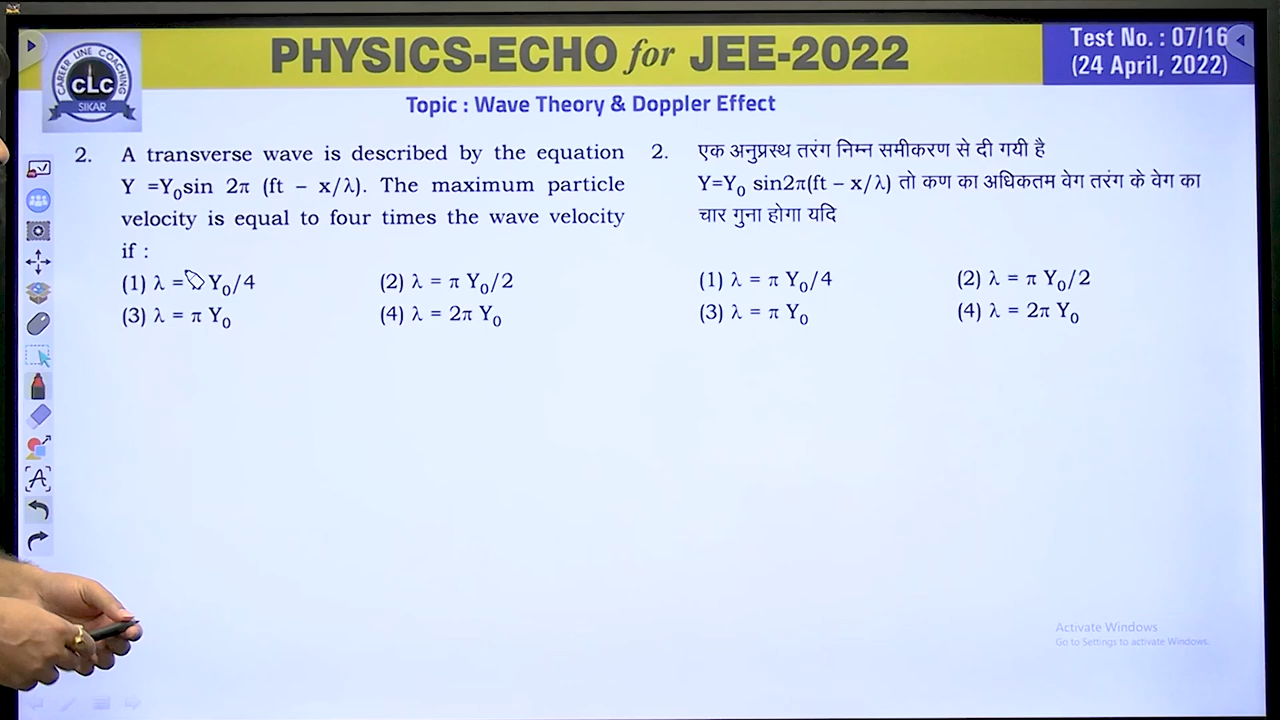 PHYSICS-ECHO for JEE-2022
Test No. : 07/16
(24 April, 2022)
CAREER LINE COACHING
CLC
SIKAR
Topic : Wave Theory & Doppler Effect
2. A transverse wave is described by the equation
Y =Y₀sin 2π (ft – x/λ). The maximum particle
velocity is equal to four times the wave velocity
if :
(1) λ = Y₀/4 (2) λ = π Y₀/2
(3) λ = π Y₀ (4) λ = 2π Y₀
2. एक अनुप्रस्थ तरंग निम्न समीकरण से दी गयी है
Y=Y₀ sin2π(ft – x/λ) तो कण का अधिकतम वेग तरंग के वेग का
चार गुना होगा यदि
(1) λ = π Y₀/4 (2) λ = π Y₀/2
(3) λ = π Y₀ (4) λ = 2π Y₀
Activate Windows
Go to Settings to activate Windows.